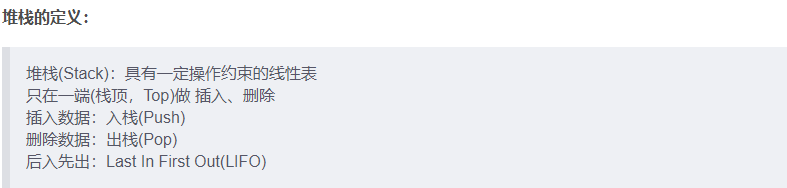 堆栈的定义：
堆栈(Stack)：具有一定操作约束的线性表
只在一端(栈顶，Top)做 插入、删除
插入数据：入栈(Push)
删除数据：出栈(Pop)
后入先出：Last In First Out(LIFO)